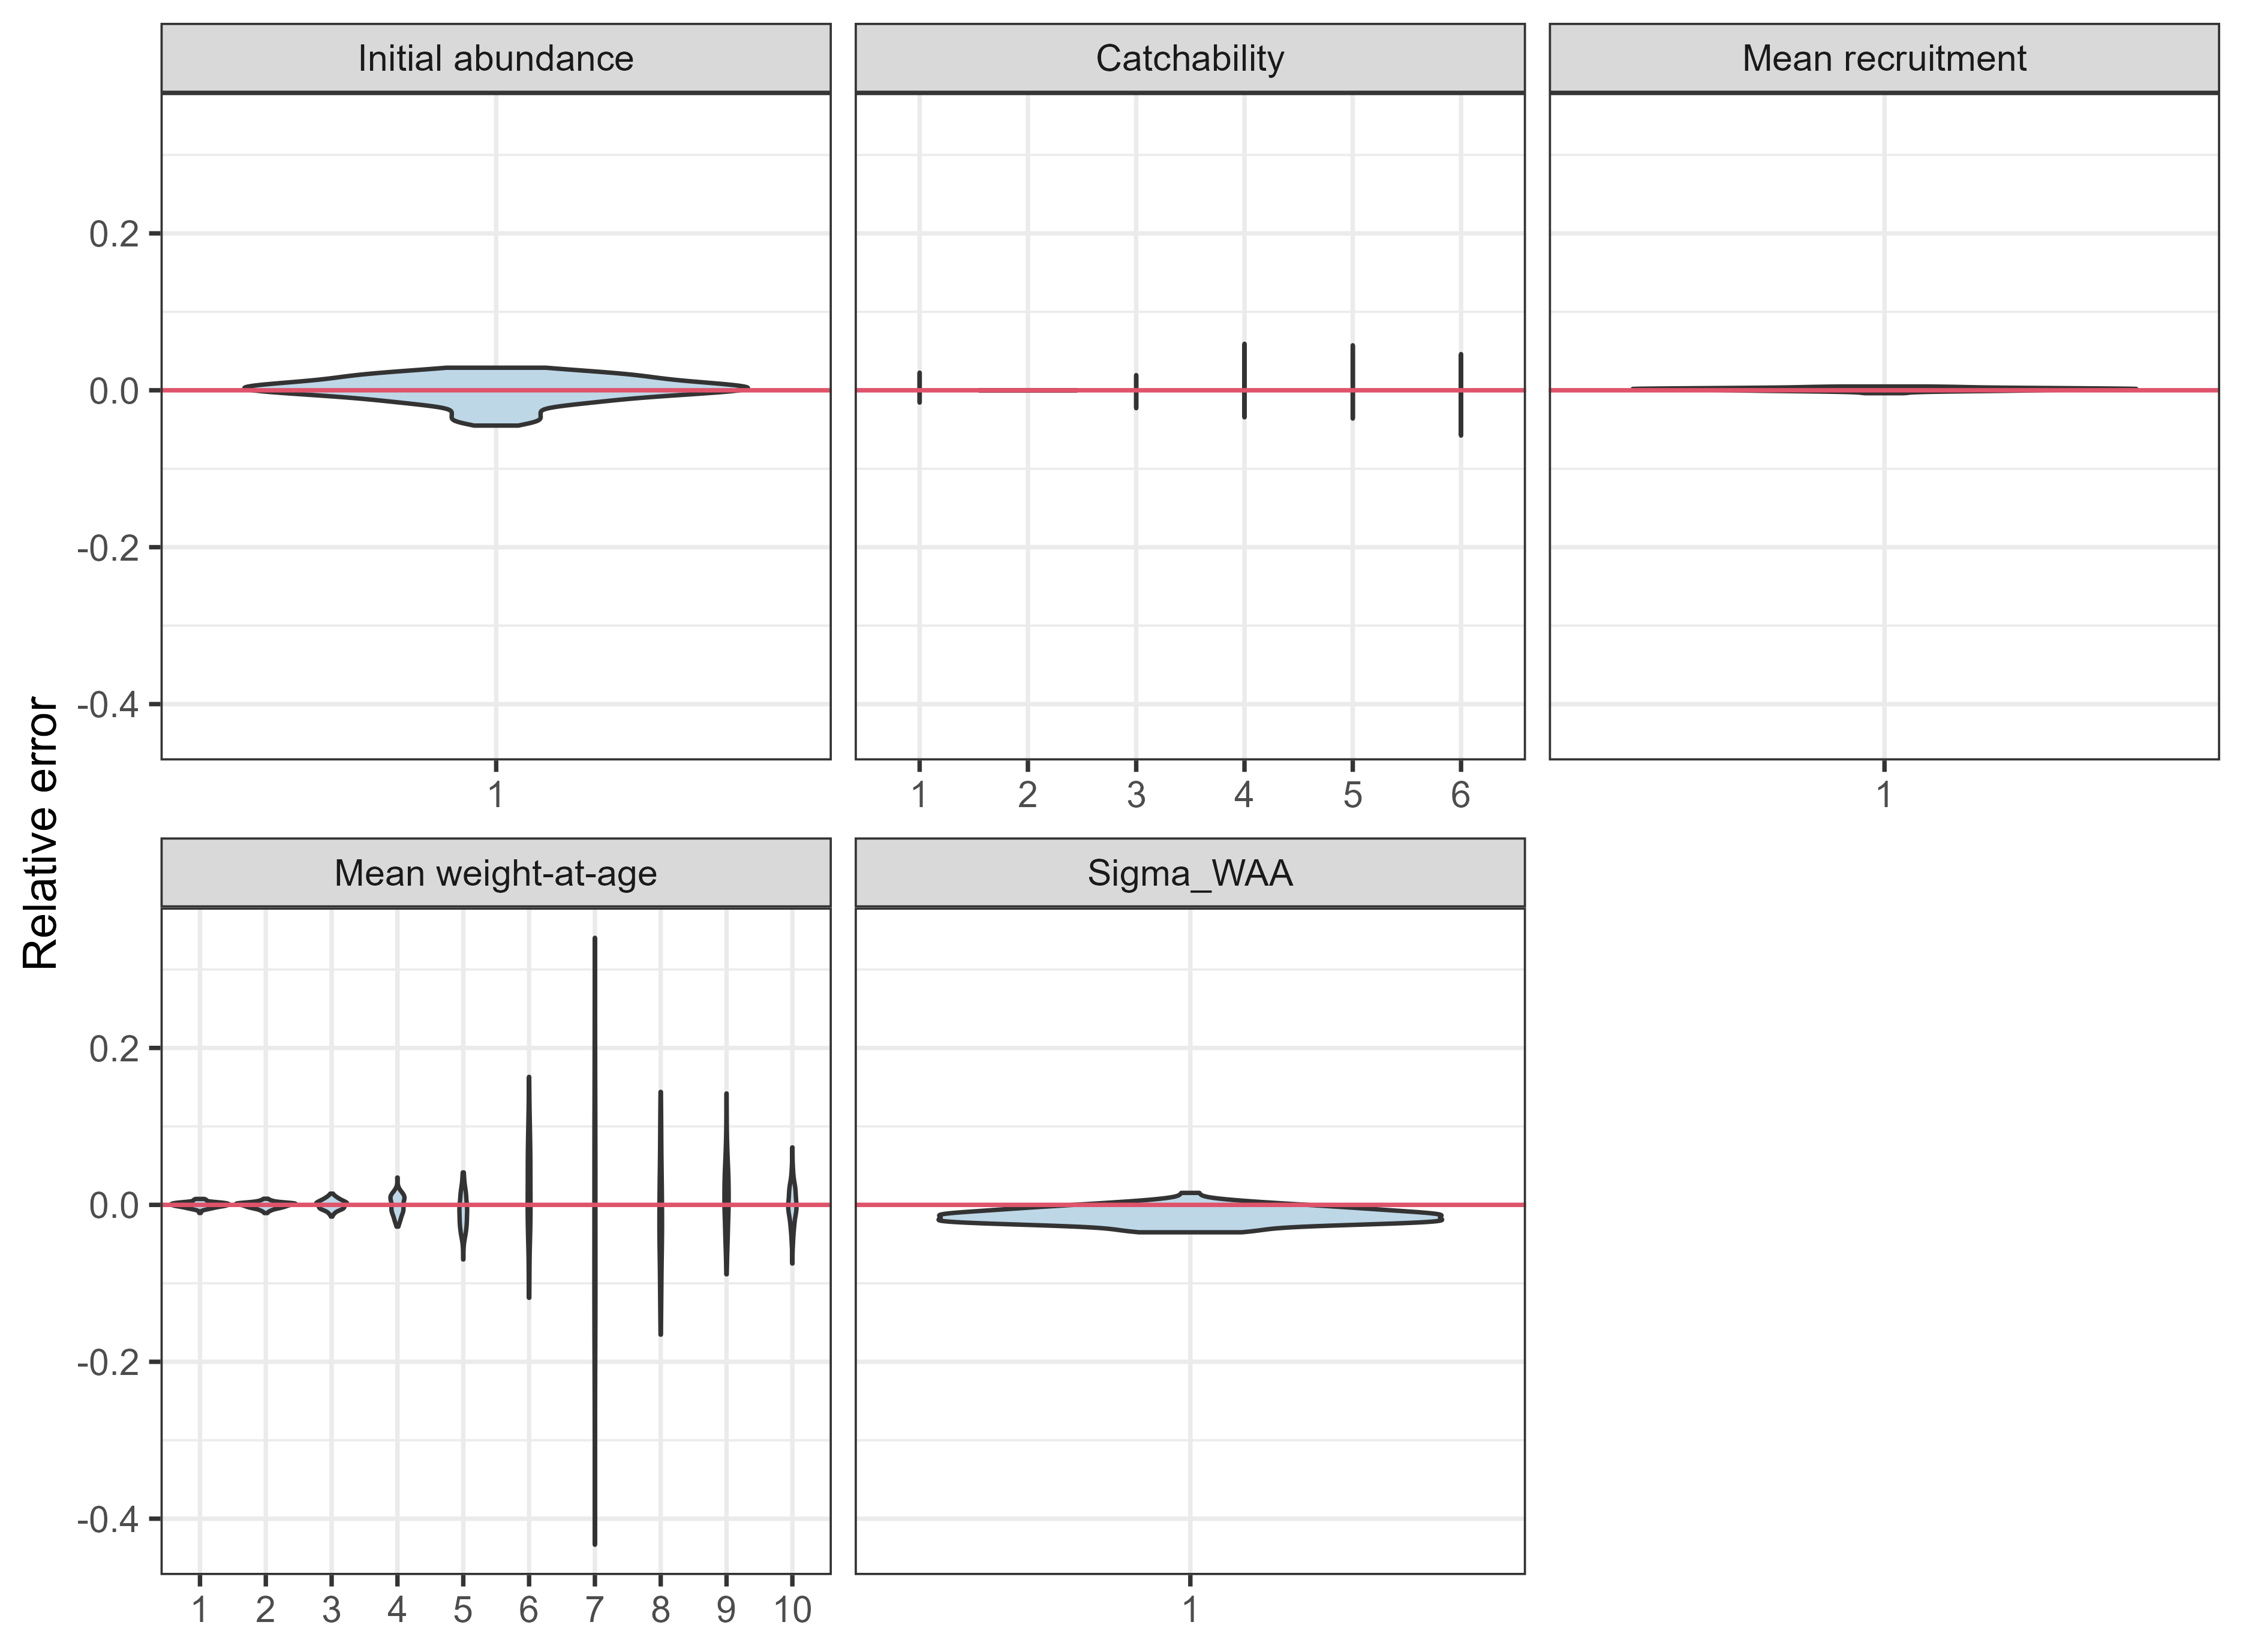 Initial abundance
Catchability
Mean recruitment
0.2
0.0
-0.2
-0.4
1
1 2 3 4 5 6
1
Relative error
Mean weight-at-age
Sigma_WAA
0.2
0.0
-0.2
-0.4
1 2 3 4 5 6 7 8 9 10
1